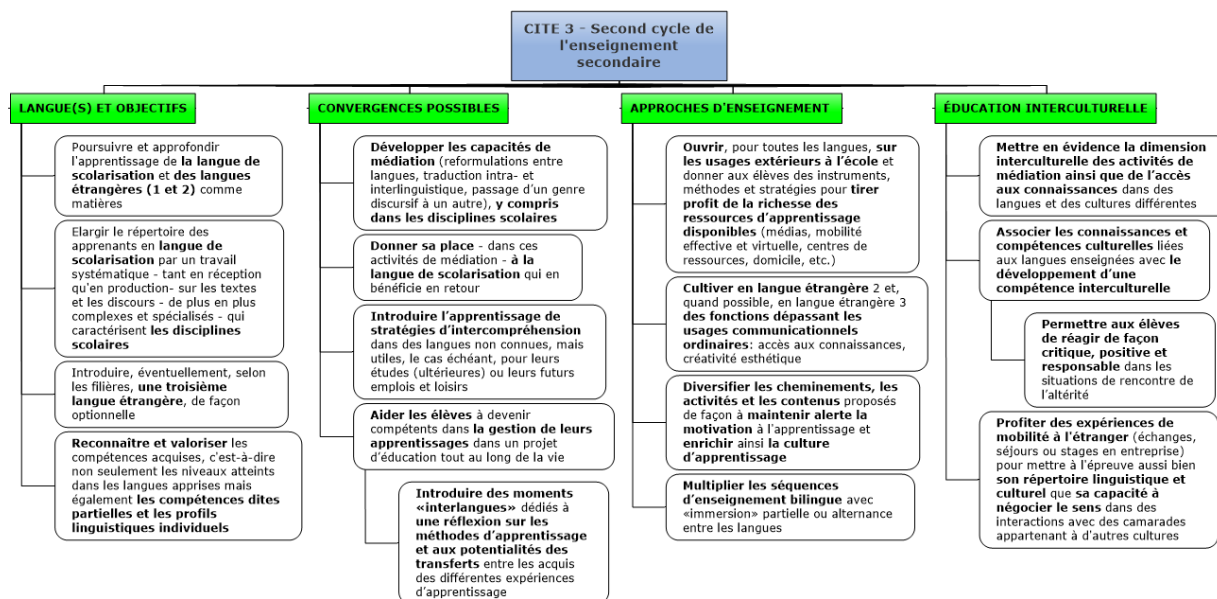 CITE 3 - Second cycle de
l'enseignement
secondaire
LANGUE(S) ET OBJECTIFS
Poursuivre et approfondir
l'apprentissage de la langue de
scolarisation et des langues
étrangères (1 et 2) comme
matières
Elargir le répertoire des
apprenants en langue de
scolarisation par un travail
systématique - tant en réception
qu'en production- sur les textes
et les discours - de plus en plus
complexes et spécialisés - qui
caractérisent les disciplines
scolaires
Introduire, éventuellement, selon
les filières, une troisième
langue étrangère, de façon
optionnelle
Reconnaître et valoriser les
compétences acquises, c'est-à-dire
non seulement les niveaux atteints
dans les langues apprises mais
également les compétences dites
partielles et les profils
linguistiques individuels
CONVERGENCES POSSIBLES
Développer les capacités de
médiation (reformulations entre
langues, traduction intra- et
interlinguistique, passage d'un genre
discursif à un autre), y compris
dans les disciplines scolaires
Donner sa place - dans ces
activités de médiation - à la
langue de scolarisation qui en
bénéficie en retour
Introduire l'apprentissage de
stratégies d'intercompréhension
dans des langues non connues, mais
utiles, le cas échéant, pour leurs
études (ultérieures) ou leurs futurs
emplois et loisirs
Aider les élèves à devenir
compétents dans la gestion de leurs
apprentissages dans un projet
d'éducation tout au long de la vie
Introduire des moments
«interlangues» dédiés à
une réflexion sur les
méthodes d'apprentissage
et aux potentialités des
transferts entre les acquis
des différentes expériences
d'apprentissage
APPROCHES D'ENSEIGNEMENT
Ouvrir, pour toutes les langues, sur
les usages extérieurs à l'école et
donner aux élèves des instruments,
méthodes et stratégies pour tirer
profit de la richesse des
ressources d'apprentissage
disponibles (médias, mobilité
effective et virtuelle, centres de
ressources, domicile, etc.)
Cultiver en langue étrangère 2 et,
quand possible, en langue étrangère 3
des fonctions dépassant les
usages communicationnels
ordinaires: accès aux connaissances,
créativité esthétique
Diversifier les cheminements, les
activités et les contenus proposés
de façon à maintenir alerte la
motivation à l'apprentissage et
enrichir ainsi la culture
d'apprentissage
Multiplier les séquences
d'enseignement bilingue avec
«immersion» partielle ou alternance
entre les langues
ÉDUCATION INTERCULTURELLE
Mettre en évidence la dimension
interculturelle des activités de
médiation ainsi que de l'accès
aux connaissances dans des
langues et des cultures différentes
Associer les connaissances et
compétences culturelles liées
aux langues enseignées avec le
développement d'une
compétence interculturelle
Permettre aux élèves
de réagir de façon
critique, positive et
responsable dans les
situations de rencontre de
l'altérité
Profiter des expériences de
mobilité à l'étranger (échanges,
séjours ou stages en entreprise)
pour mettre à l'épreuve aussi bien
son répertoire linguistique et
culturel que sa capacité à
négocier le sens dans des
interactions avec des camarades
appartenant à d'autres cultures